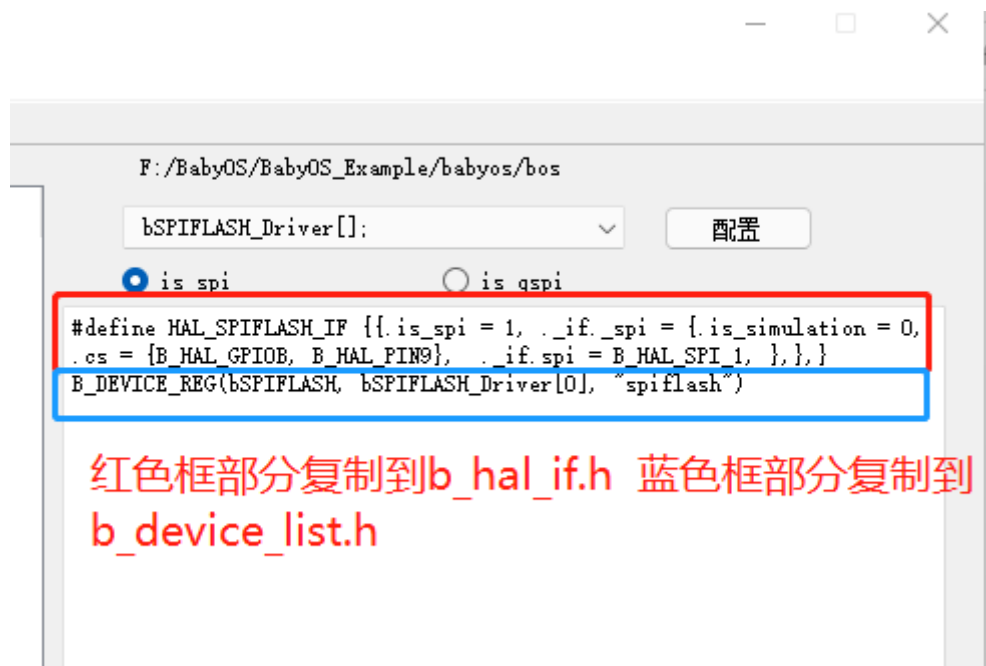 F:/BabyOS/BabyOS_Example/babyos/bos
bSPIFLASH_Driver[];
配置
is spi
is qspi
#define HAL_SPIFLASH_IF {{.is_spi = 1, ._if._spi = {.is_simulation = 0,
.cs = {B_HAL_GPIOB, B_HAL_PIN9}, ._if.spi = B_HAL_SPI_1, },},}
B_DEVICE_REG(bSPIFLASH, bSPIFLASH_Driver[0], "spiflash")
红色框部分复制到b_hal_if.h 蓝色框部分复制到
b_device_list.h